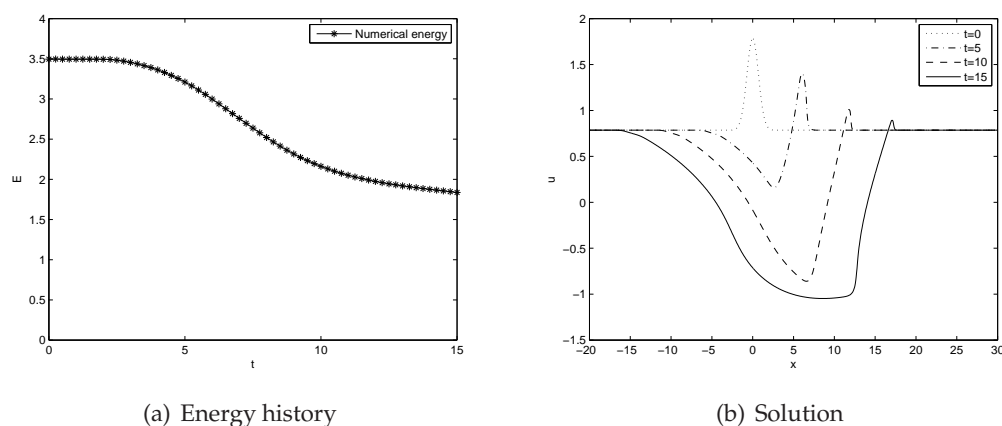 4
3.5
3
2.5
2
1.5
1
0.5
0
0 5 10 15
E
t
Numerical energy
(a) Energy history
2
1.5
1
0.5
0
−0.5
−1
−1.5
−20 −15 −10 −5 0 5 10 15 20 25 30
u
x
t=0
t=5
t=10
t=15
(b) Solution